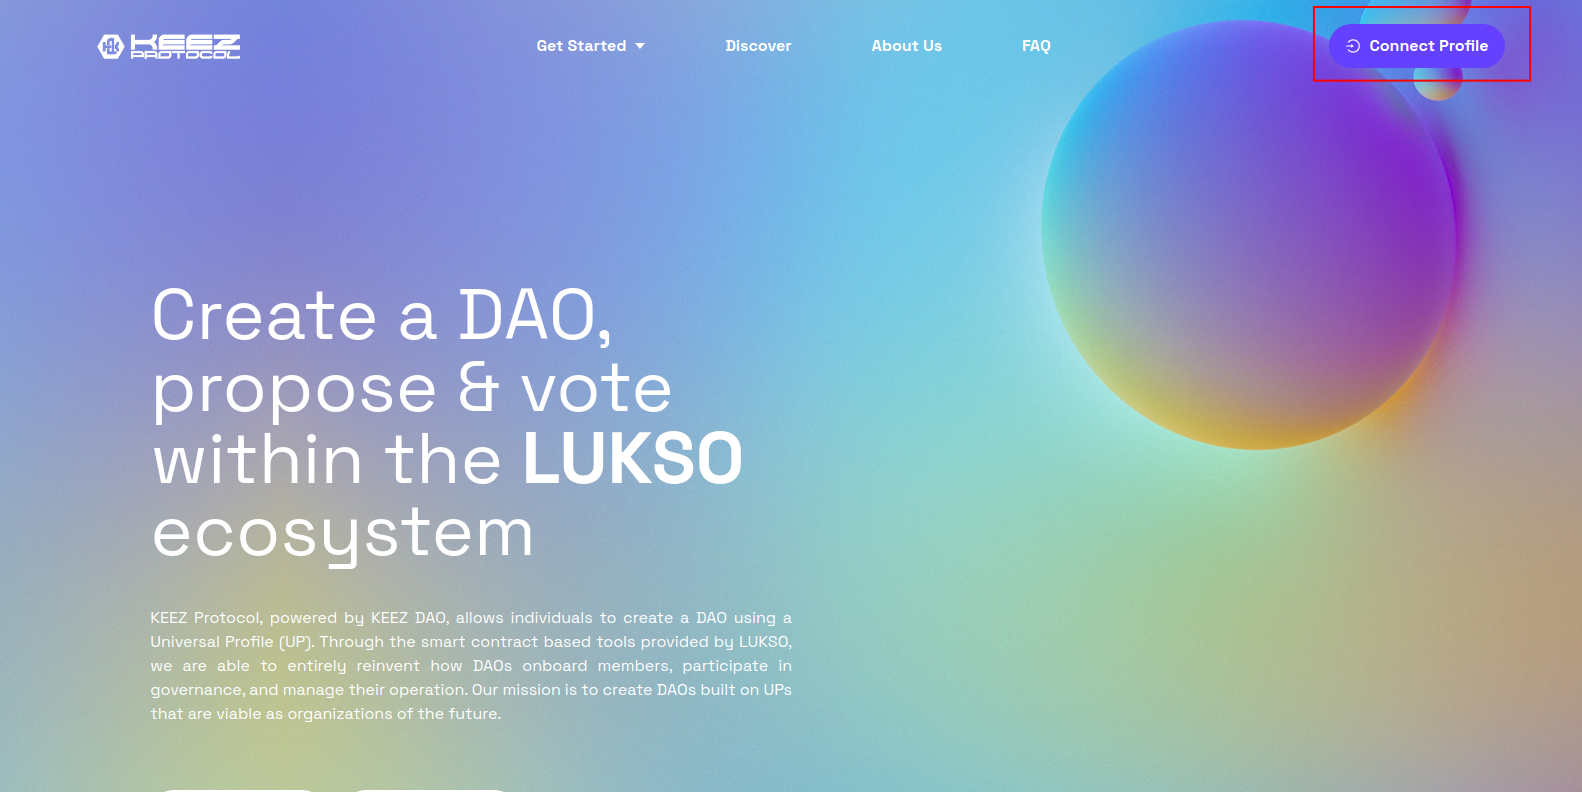 KEEZ
PROTOCOL
Get Started
Discover
About Us
FAQ
Connect Profile
Create a DAO,
propose & vote
within the LUKSO
ecosystem
KEEZ Protocol, powered by KEEZ DAO, allows individuals to create a DAO using a
Universal Profile (UP). Through the smart contract based tools provided by LUKSO,
we are able to entirely reinvent how DAOs onboard members, participate in
governance, and manage their operation. Our mission is to create DAOs built on UPs
that are viable as organizations of the future.